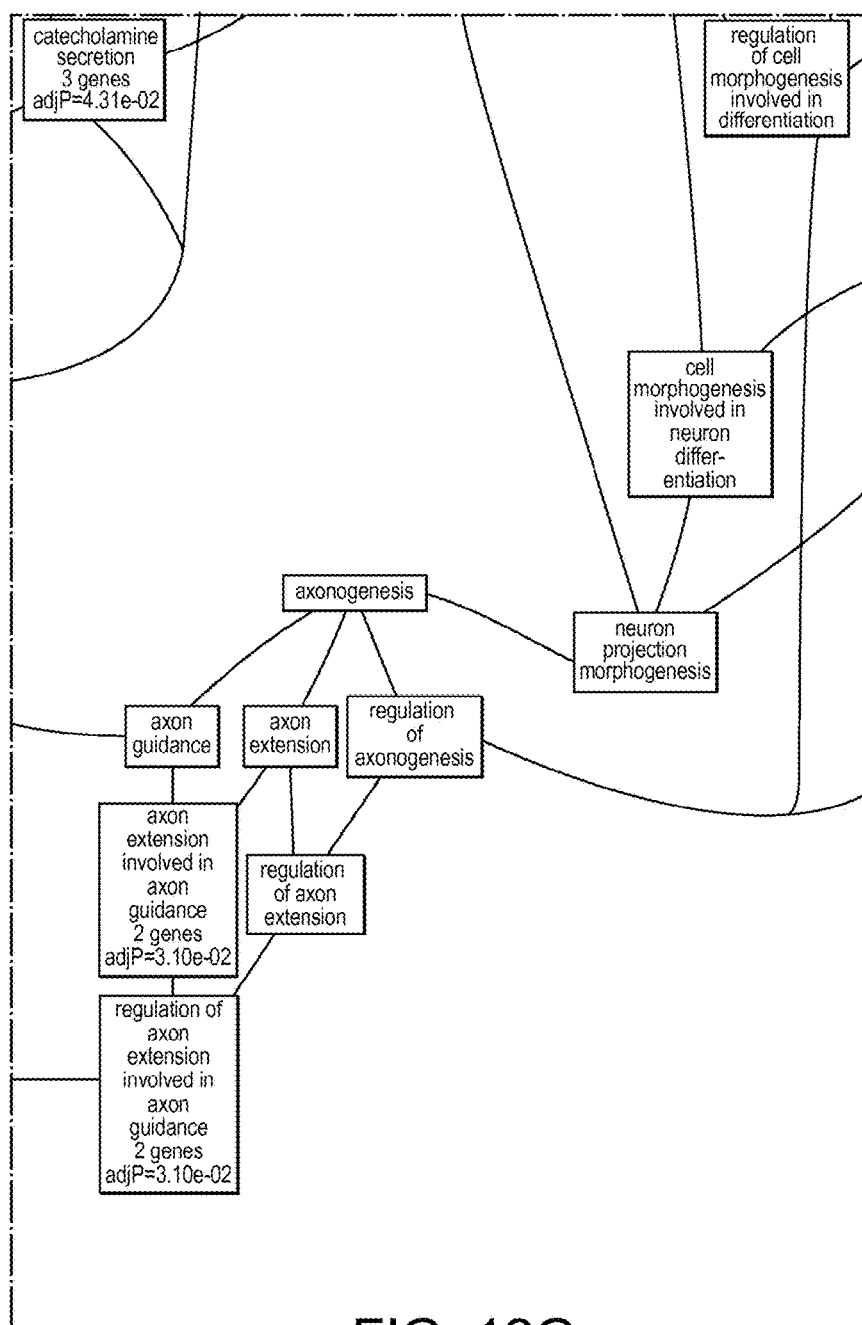 catecholamine
secretion
3 genes
adjP=4.31e-02
regulation
of cell
morphogenesis
involved in
differentiation
cell
morphogenesis
involved in
neuron
differ-
entiation
axonogenesis
neuron
projection
morphogenesis
axon
guidance
axon
extension
regulation
of
axonogenesis
axon
extension
involved in
axon
guidance
2 genes
adjP=3.10e-02
regulation
of axon
extension
regulation of
axon
extension
involved in
axon
guidance
2 genes
adjP=3.10e-02